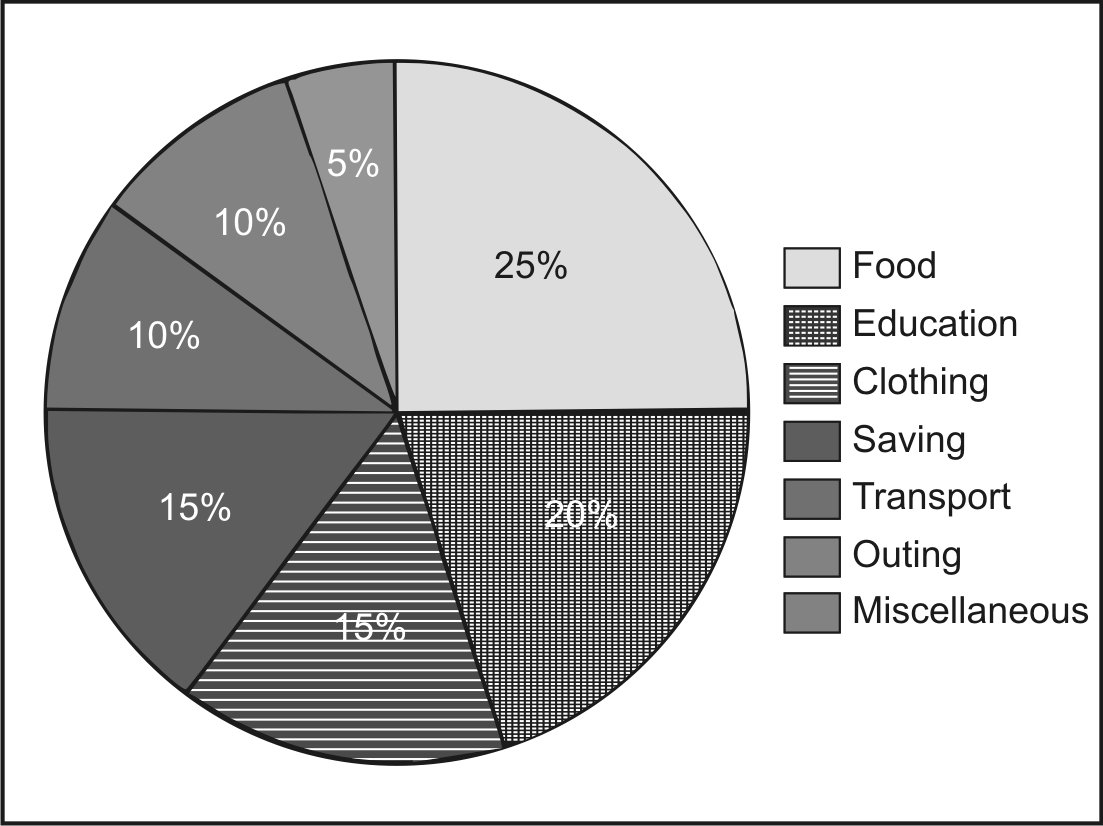 5%
10%
25%
10%
15%
20%
15%
Food
Education
Clothing
Saving
Transport
Outing
Miscellaneous